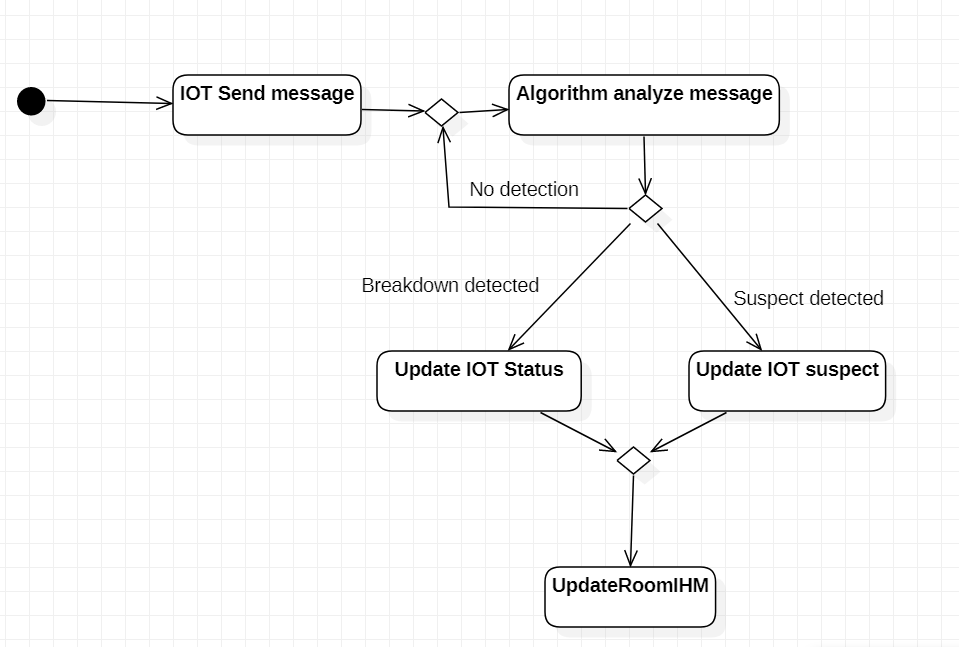 IOT Send message
Algorithm analyze message
No detection
Breakdown detected
Suspect detected
Update IOT Status
Update IOT suspect
UpdateRoomIHM